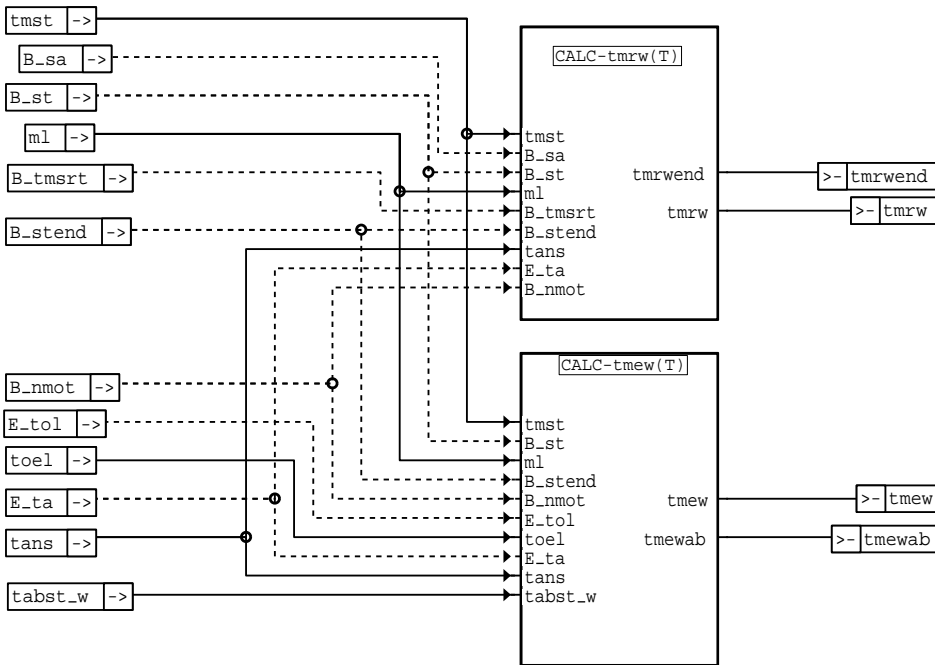 tmst ->
B_sa ->
B_st ->
ml ->
B_tmsrt ->
B_stend ->
B_nmot ->
E_tol ->
toel ->
E_ta ->
tans ->
tabst_w ->
CALC-tmrw(T)
tmst
B_sa
B_st
ml
B_tmsrt
B_stend
tans
E_ta
B_nmot
tmrwend
tmrw
>- tmrwend
>- tmrw
CALC-tmew(T)
tmst
B_st
ml
B_stend
B_nmot
E_tol
toel
E_ta
tans
tabst_w
tmew
tmewab
>- tmew
>- tmewab